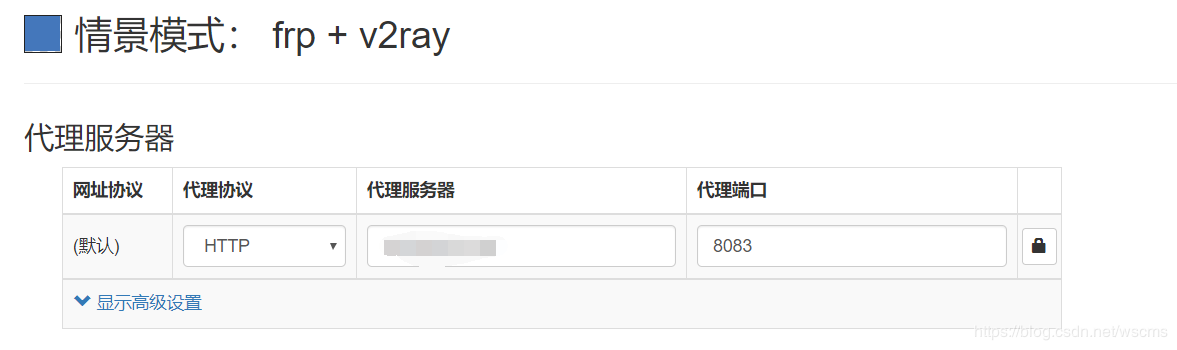 情景模式： frp + v2ray
代理服务器
网址协议 代理协议 代理服务器 代理端口
(默认) HTTP 8083
显示高级设置
https://blog.csdn.net/wscms